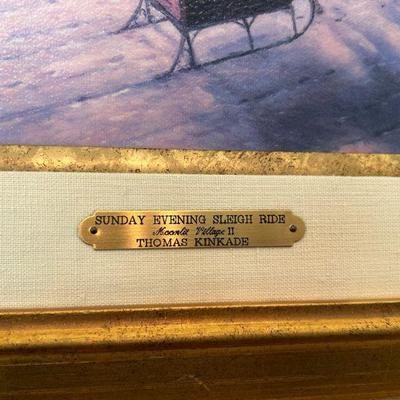 SUNDAY EVENING SLEIGH RIDE
Moonlit Village II
THOMAS KINKADE